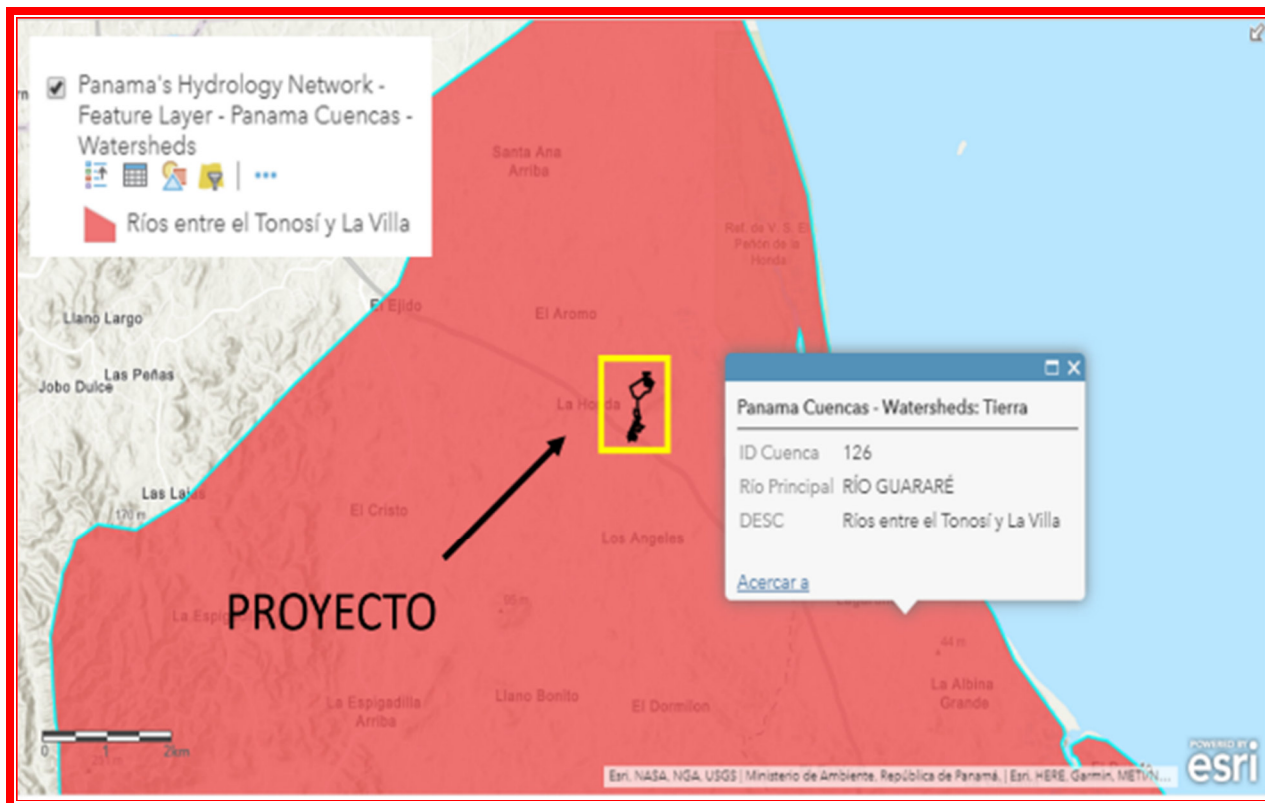 Panama's Hydrology Network -
Feature Layer - Panama Cuencas -
Watersheds
Ríos entre el Tonosí y La Villa
Santa Ana
Arriba
Ref. de V. S. El
Peñón de la
Honda
El Ejido
El Aromo
Llano Largo
Las Peñas
Jobo Dulce
La Honda
Panama Cuencas - Watersheds: Tierra
ID Cuenca 126
Río Principal RÍO GUARARÉ
DESC Ríos entre el Tonosí y La Villa
Acercar a
Las Lajas
170 m
El Cristo
Los Angeles
PROYECTO
44 m
La Albina
Grande
La Espigadilla
Arriba
Llano Bonito
El Dormilon
0 1 2km
Esri, NASA, NGA, USGS | Ministerio de Ambiente, República de Panamá, | Esri, HERE, Garmin, METI/N...
POWERED BY
esri